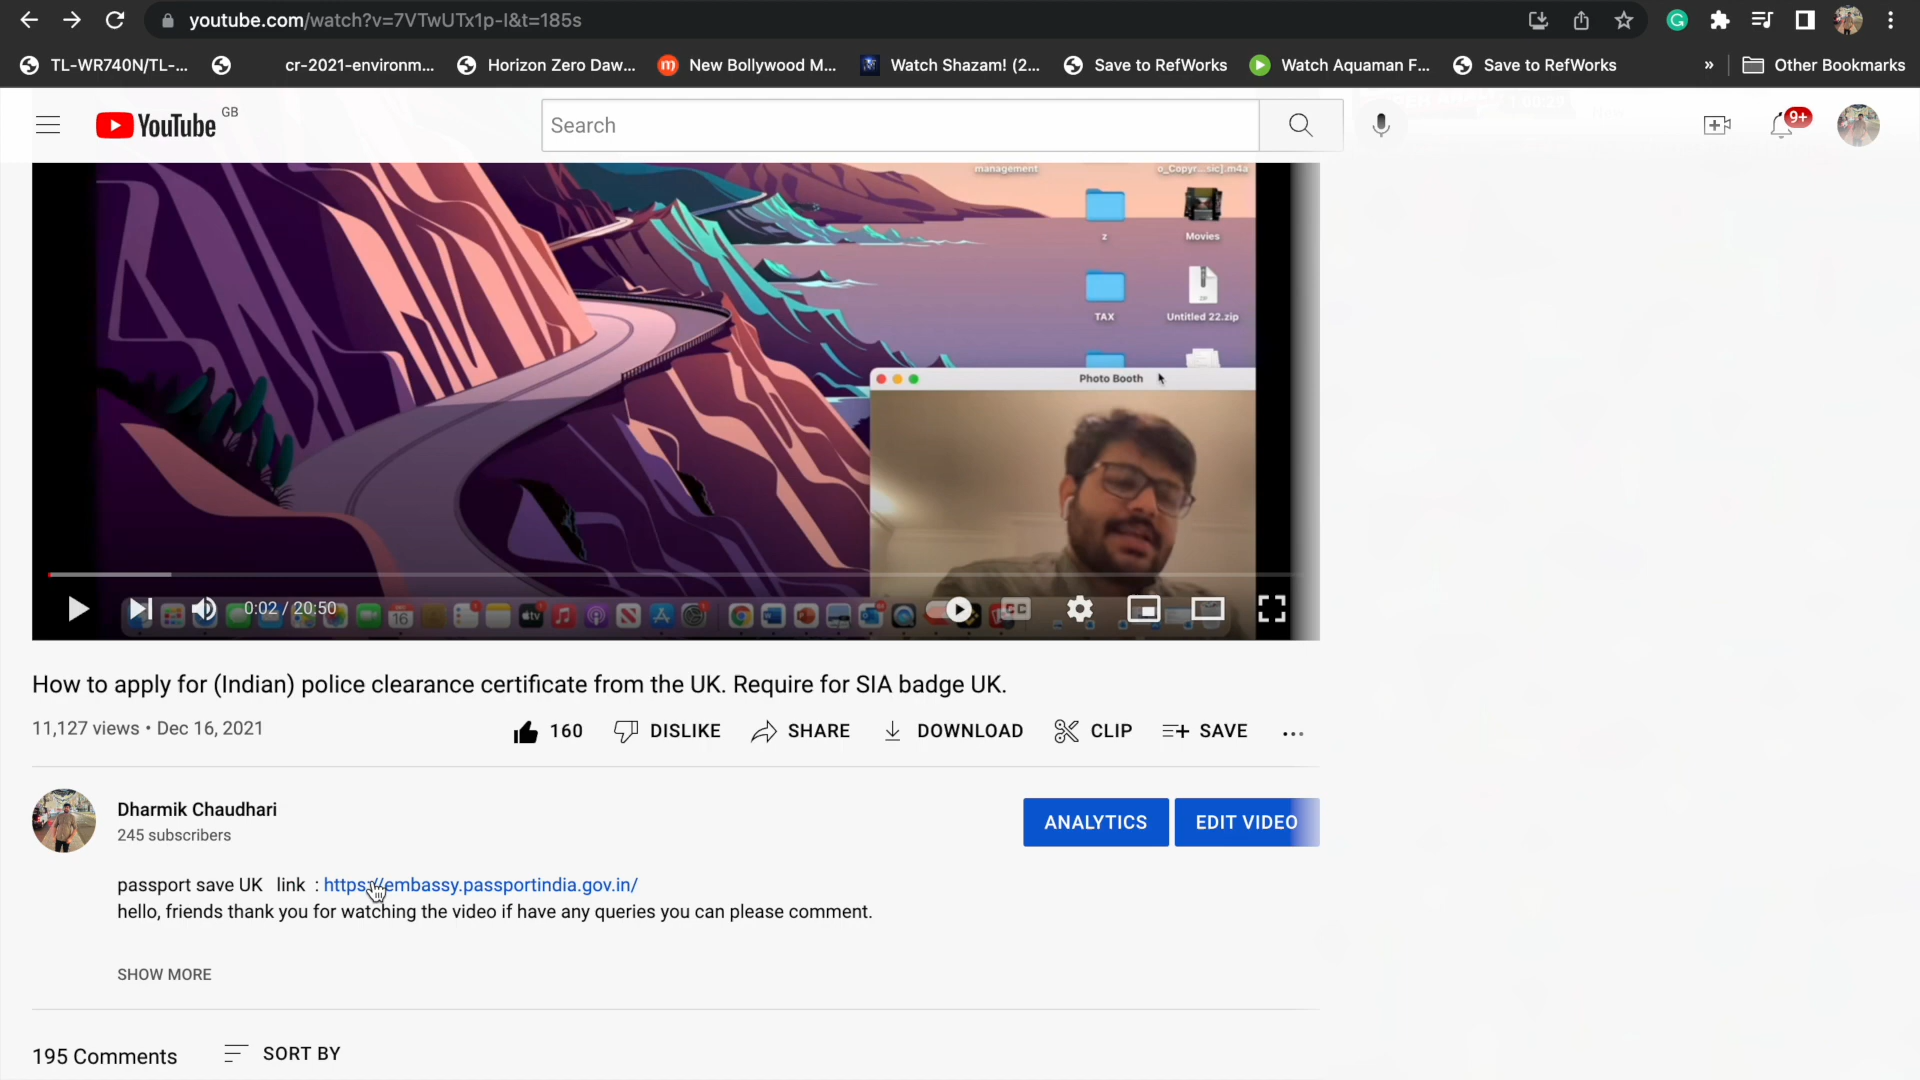 youtube.com/watch?v=7VTwUTx1p-I&t=185s
TL-WR740N/TL-... cr-2021-environm... Horizon Zero Daw... New Bollywood M... Watch Shazam! (2... Save to RefWorks Watch Aquaman F... Save to RefWorks » Other Bookmarks
YouTube GB Search 9+
management o_Copyr...sic].m4a
z Movies
TAX Untitled 22.zip
Photo Booth
0:02 / 20:50
How to apply for (Indian) police clearance certificate from the UK. Require for SIA badge UK.
11,127 views • Dec 16, 2021 160 DISLIKE SHARE DOWNLOAD CLIP SAVE ...
Dharmik Chaudhari
245 subscribers
ANALYTICS EDIT VIDEO
passport save UK link : https://embassy.passportindia.gov.in/
hello, friends thank you for watching the video if have any queries you can please comment.
SHOW MORE
195 Comments SORT BY